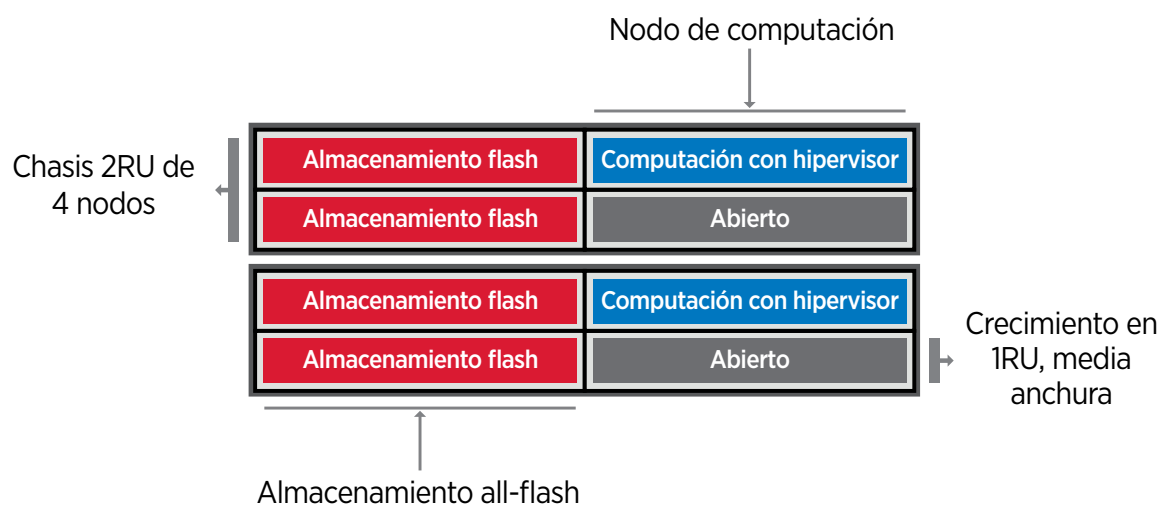 Nodo de computación
Chasis 2RU de
4 nodos
Almacenamiento flash
Computación con hipervisor
Almacenamiento flash
Abierto
Almacenamiento flash
Computación con hipervisor
Almacenamiento flash
Abierto
Crecimiento en
1RU, media
anchura
Almacenamiento all-flash